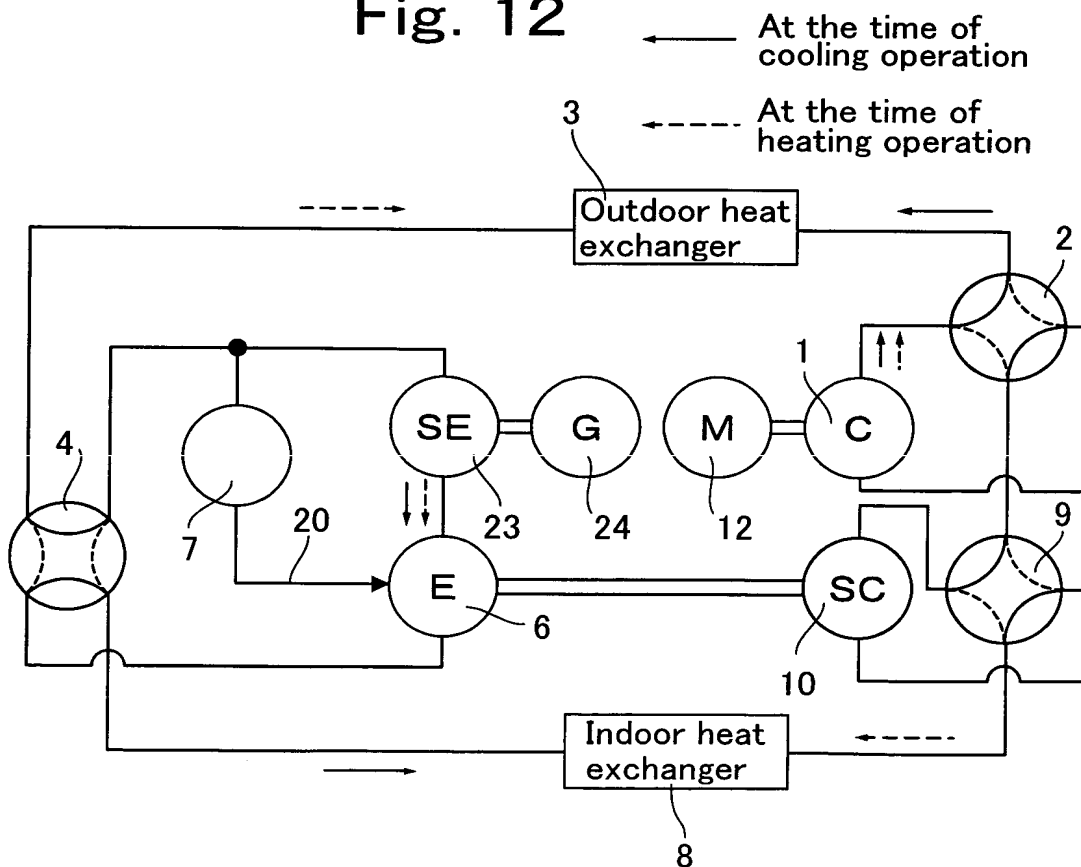 Fig. 12
At the time of
cooling operation
At the time of
heating operation
3
Outdoor heat
exchanger
2
1
SE
G
M
C
4
7
20
23
24
12
9
E
SC
6
10
Indoor heat
exchanger
8